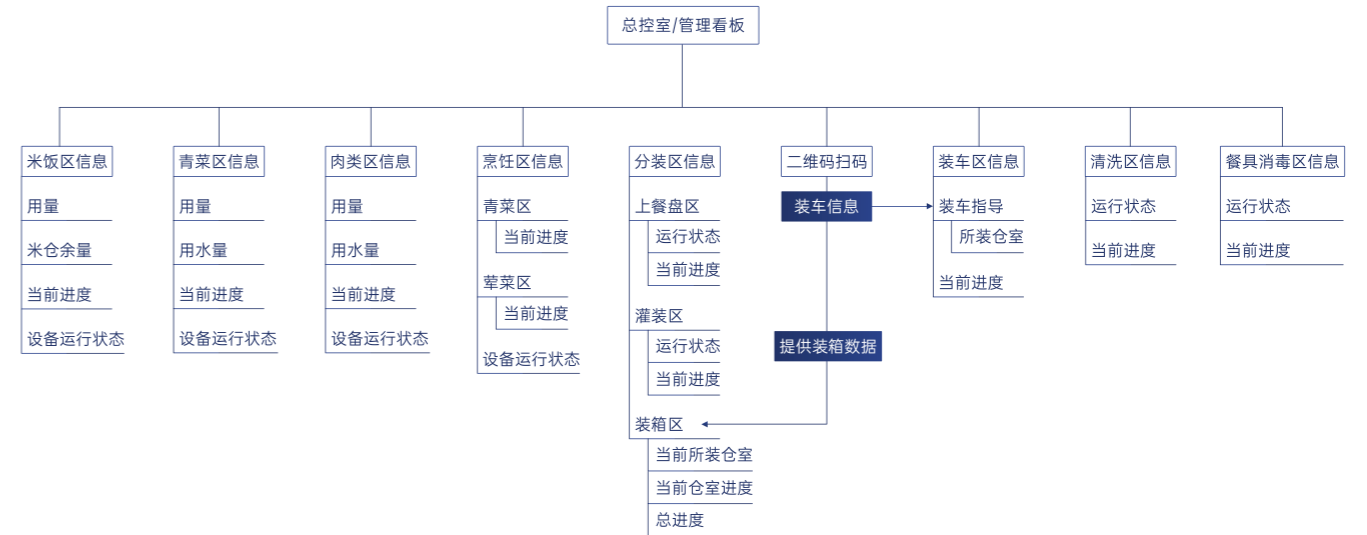 总控室/管理看板
米饭区信息
用量
米仓余量
当前进度
设备运行状态
青菜区信息
用量
用水量
当前进度
设备运行状态
肉类区信息
用量
用水量
当前进度
设备运行状态
烹饪区信息
青菜区
当前进度
荤菜区
当前进度
设备运行状态
分装区信息
上餐盘区
运行状态
当前进度
灌装区
运行状态
当前进度
装箱区
当前所装仓室
当前仓室进度
总进度
二维码扫码
装车信息
提供装箱数据
装车区信息
装车指导
所装仓室
当前进度
清洗区信息
运行状态
当前进度
餐具消毒区信息
运行状态
当前进度